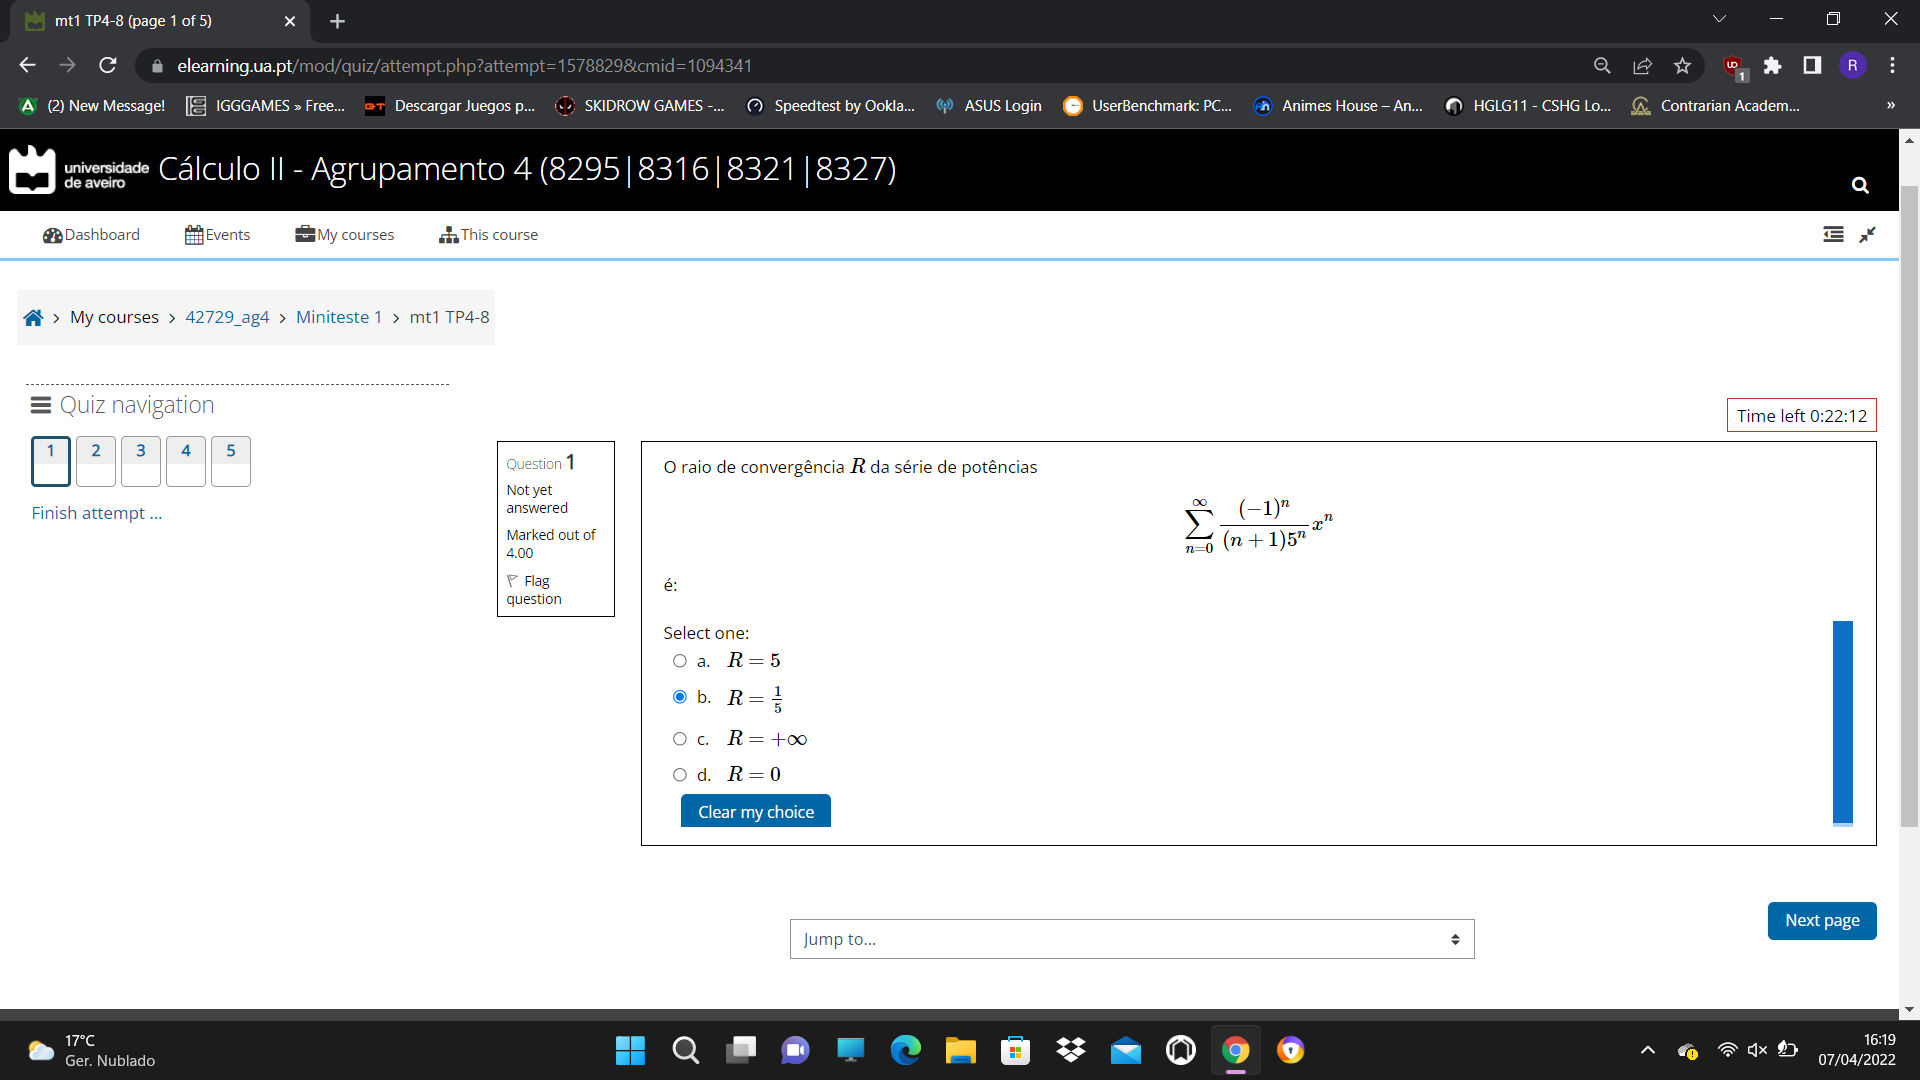 mt1 TP4-8 (page 1 of 5)
elearning.ua.pt/mod/quiz/attempt.php?attempt=1578829&cmid=1094341
R
1
(2) New Message!
IGGGAMES » Free...
Descargar Juegos p...
SKIDROW GAMES -...
Speedtest by Ookla...
ASUS Login
UserBenchmark: PC...
Animes House – An...
HGLG11 - CSHG Lo...
Contrarian Academ...
»
universidade
de aveiro
Cálculo II - Agrupamento 4 (8295|8316|8321|8327)
Dashboard
Events
My courses
This course
My courses > 42729_ag4 > Miniteste 1 > mt1 TP4-8
Quiz navigation
1 2 3 4 5
Finish attempt ...
Time left 0:22:12
Question 1
Not yet
answered
Marked out of
4.00
Flag
question
O raio de convergência R da série de potências
∑_{n=0}^{∞} (−1)^n / ((n + 1)5^n) x^n
é:
Select one:
a. R = 5
b. R = 1/5
c. R = +∞
d. R = 0
Clear my choice
Next page
Jump to...
17°C
Ger. Nublado
16:19
07/04/2022